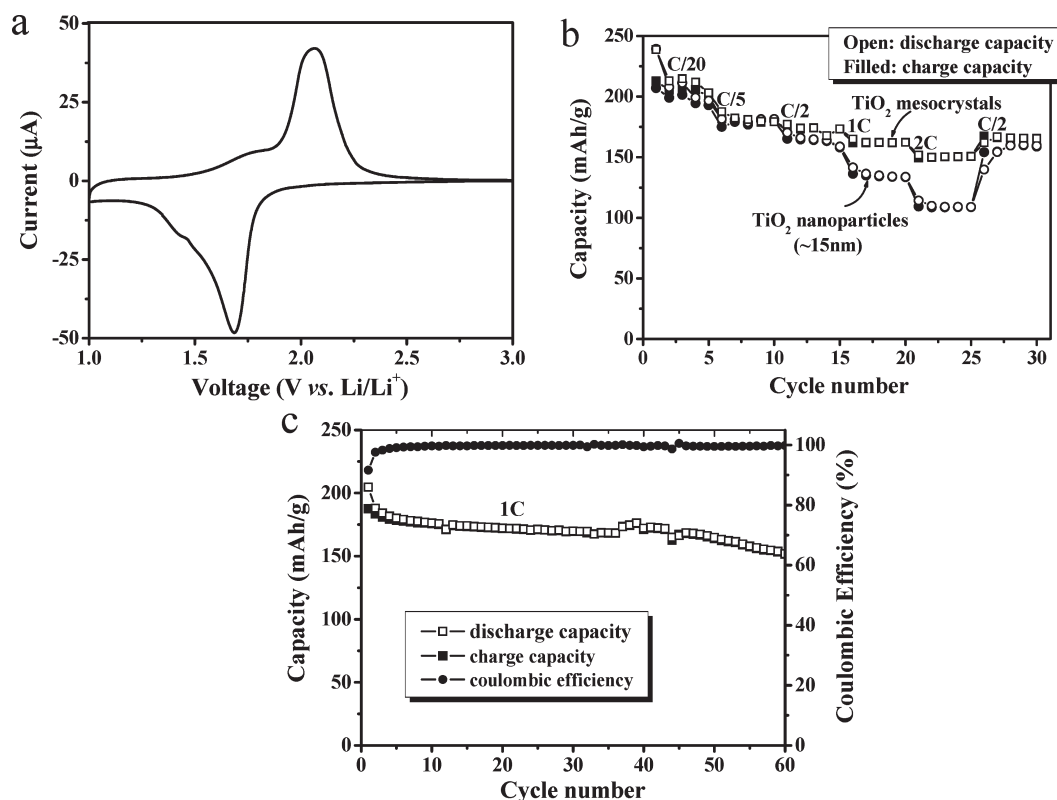 a
50
25
0
-25
-50
Current (μA)
1.0 1.5 2.0 2.5 3.0
Voltage (V vs. Li/Li⁺)
b
Open: discharge capacity
Filled: charge capacity
250
200
150
100
50
0
Capacity (mAh/g)
C/20
C/5
C/2
TiO₂ mesocrystals
1C
2C
C/2
TiO₂ nanoparticles
(~15nm)
0 5 10 15 20 25 30
Cycle number
c
250
200
150
100
50
0
Capacity (mAh/g)
1C
discharge capacity
charge capacity
coulombic efficiency
100
80
60
40
20
0
Coulombic Efficiency (%)
0 10 20 30 40 50 60
Cycle number